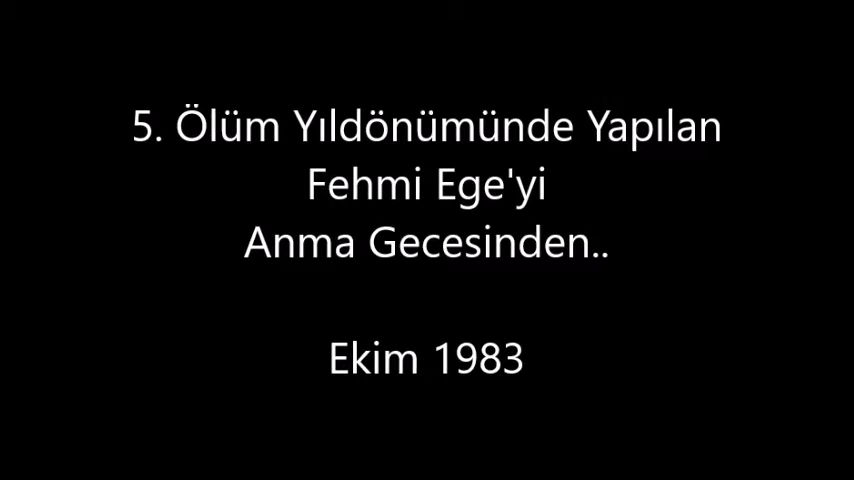 5. Ölüm Yıldönümünde Yapılan
Fehmi Ege'yi
Anma Gecesinden..
Ekim 1983